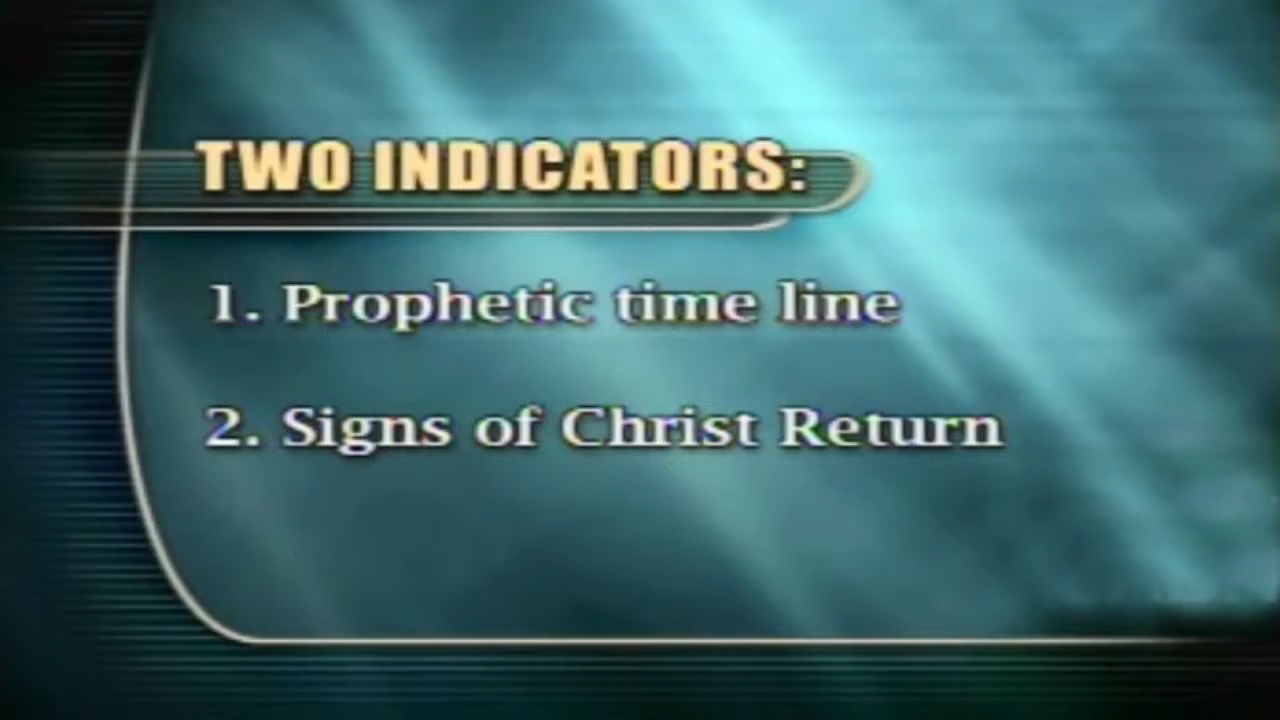 TWO INDICATORS:
1. Prophetic time line
2. Signs of Christ Return